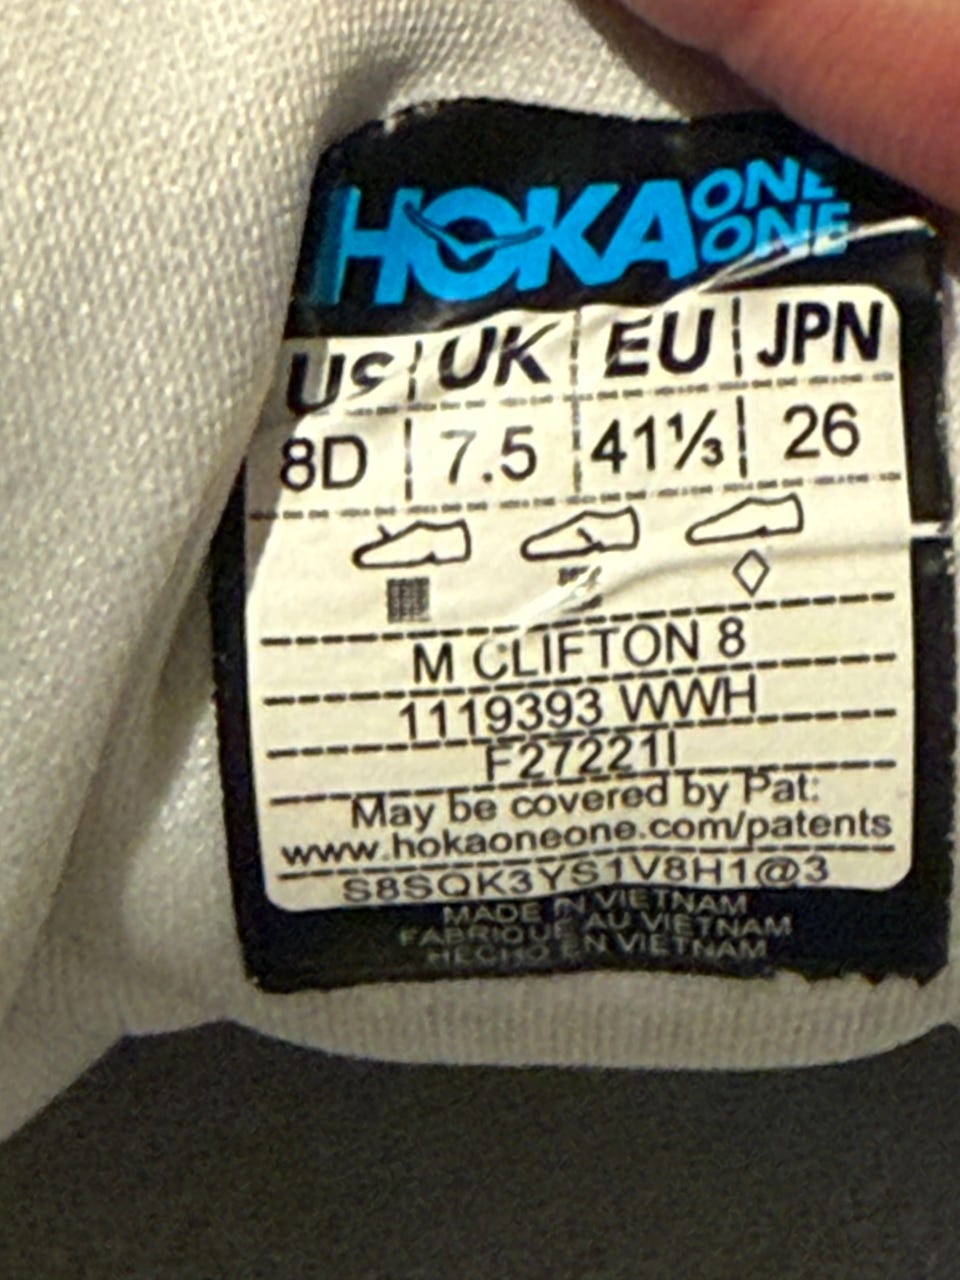 HOKA ONE ONE
US UK EU JPN
8D 7.5 41⅓ 26
M CLIFTON 8
1119393 WWH
F27221I
May be covered by Pat:
www.hokaoneone.com/patents
S8SQK3YS1V8H1@3
MADE IN VIETNAM
FABRIQUE AU VIETNAM
HECHO EN VIETNAM